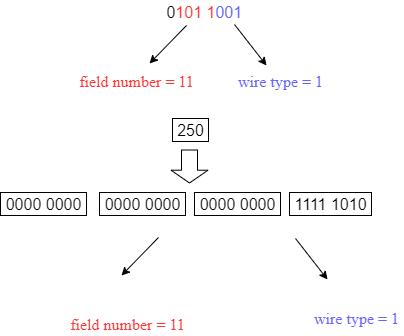 0101 1001
field number = 11 wire type = 1
250
0000 0000 0000 0000 0000 0000 1111 1010
field number = 11 wire type = 1